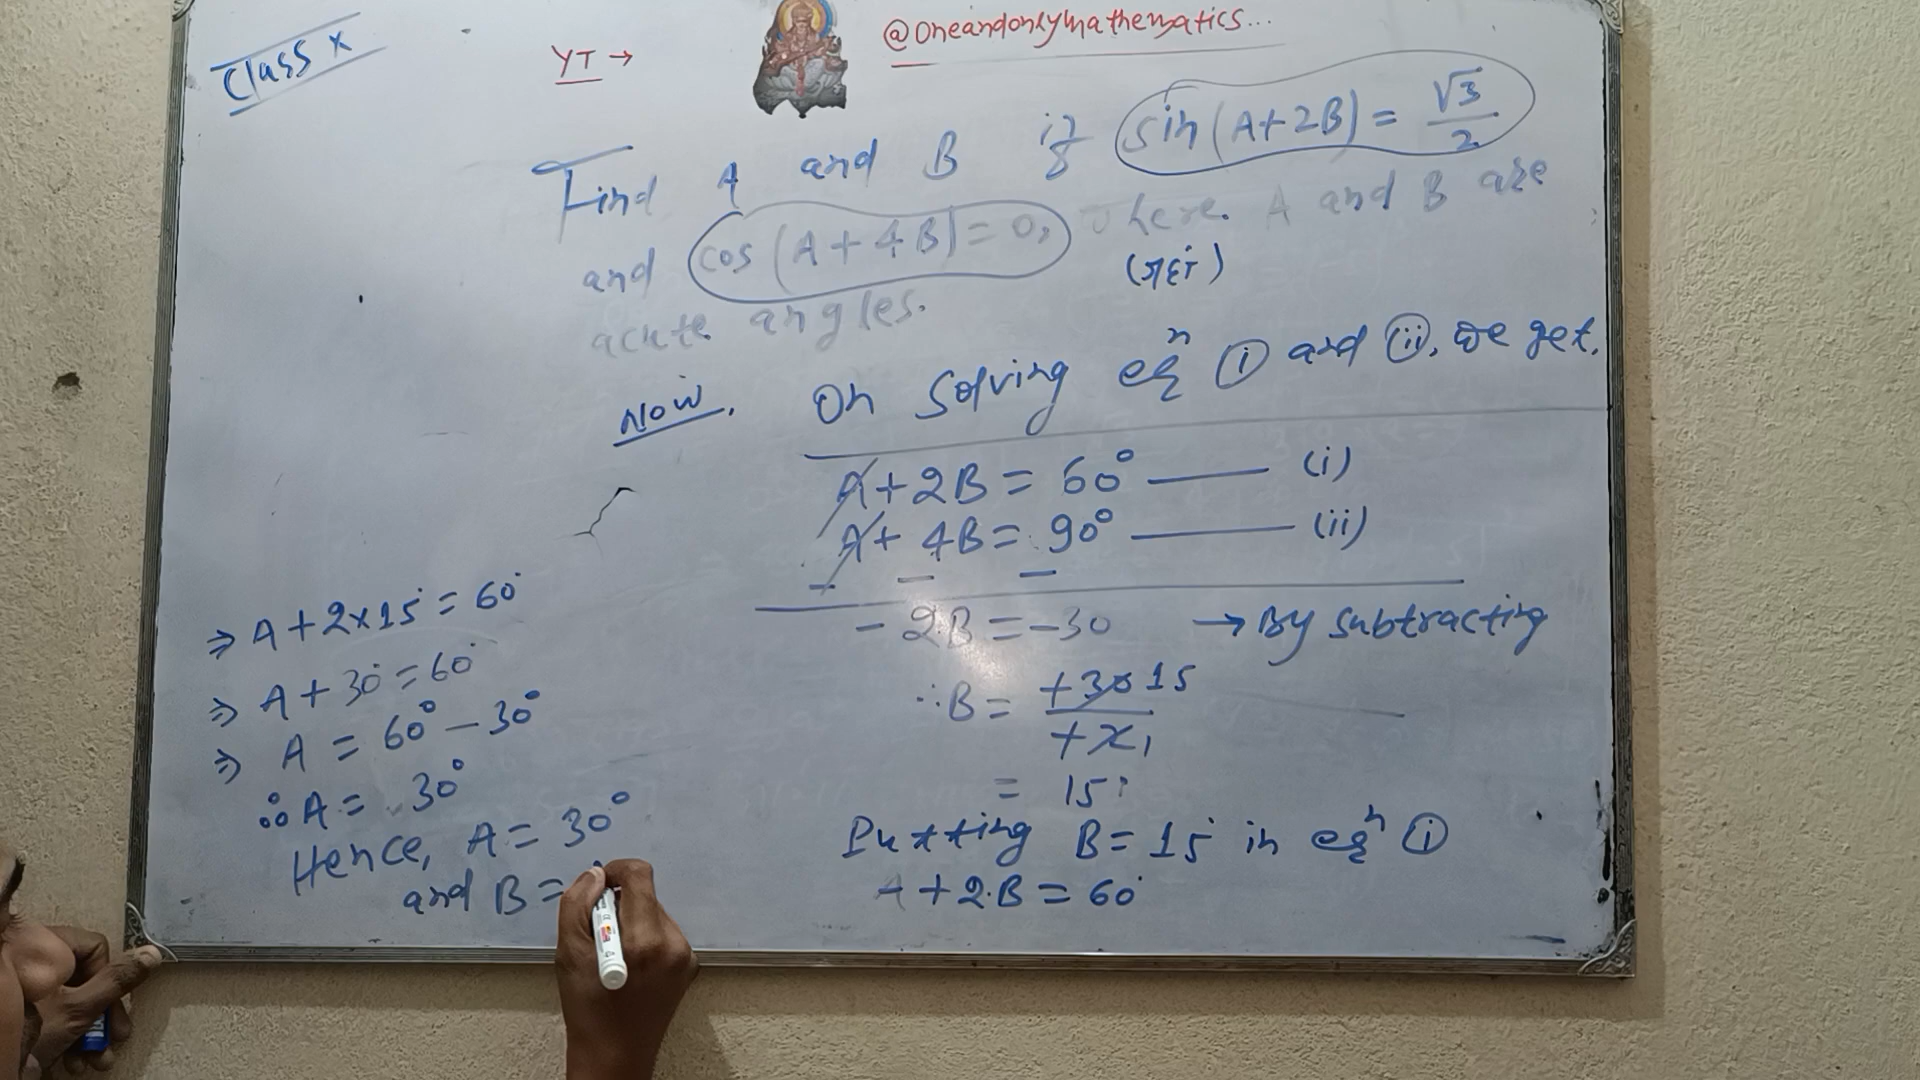 Class X
YT →
@Oneandonlymathematics...
Find A and B if sin(A+2B) = √3/2
and cos(A+4B)=0, where A and B are
(जहाँ)
acute angles.
Now, On Solving eqⁿ (i) and (ii), we get,
A+2B = 60° —— (i)
A+ 4B = 90° —— (ii)
− − −
- 2B = -30 → By subtracting
∴ B = +30 15 / +2 1
= 15°
Putting B = 15° in eqⁿ (i)
A+2.B = 60°
⇒ A+2×15° = 60°
⇒ A+30° = 60°
⇒ A = 60° - 30°
∴ A = 30°
Hence, A = 30°
and B =